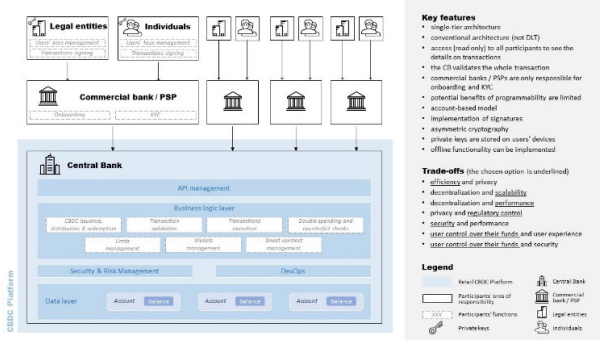 Legal entities
Individuals
Users' keys management
Transactions signing
Users' keys management
Transactions signing
Commercial bank / PSP
Onboarding
KYC
Central Bank
API management
Business logic layer
CBDC issuance,
distribution & redemption
Transaction
validation
Transactions
execution
Double spending and
counterfeit checks
Limits
management
Wallets
management
Smart contract
management
Security & Risk Management
DevOps
Data layer
Account
Balance
Account
Balance
Account
Balance
CBDC Platform
Key features
• single-tier architecture
• conventional architecture (not DLT)
• access (read only) to all participants to see the
details on transactions
• the CB validates the whole transaction
• commercial banks / PSPs are only responsible for
onboarding and KYC
• potential benefits of programmability are limited
• account-based model
• implementation of signatures
• asymmetric cryptography
• private keys are stored on users' devices
• offline functionality can be implemented
Trade-offs (the chosen option is underlined)
• efficiency and privacy
• decentralization and scalability
• decentralization and performance
• privacy and regulatory control
• security and performance
• user control over their funds and user experience
• user control over their funds and security
Legend
Retail CBDC Platform
Central Bank
Participants' area of
responsibility
Commercial
bank / PSP
XXX
Participants' functions
Legal entities
Private keys
Individuals